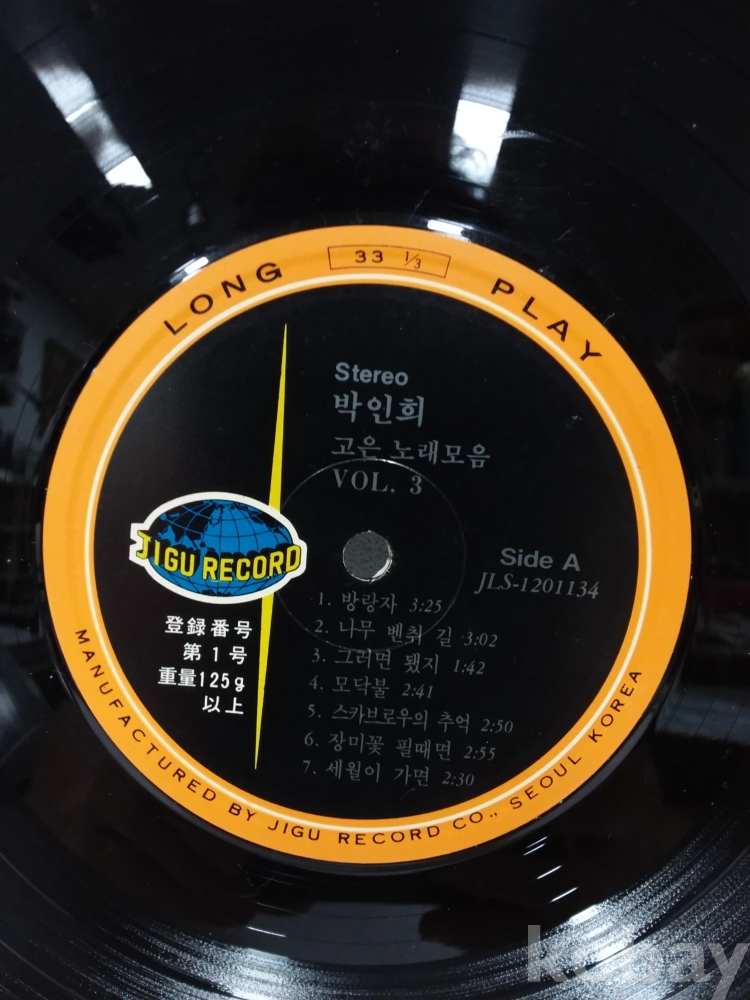 LONG PLAY
33 1/3
Stereo
박인희
고은 노래모음
VOL. 3
JIGU RECORD
Side A
JLS-1201134
登録番号
第1号
重量125g
以上
1. 방랑자 3:25
2. 나무 벤취 길 3:02
3. 그러면 됐지 1:42
4. 모닥불 2:41
5. 스카브로우의 추억 2:50
6. 장미꽃 필때면 2:55
7. 세월이 가면 2:30
MANUFACTURED BY JIGU RECORD CO., SEOUL KOREA
kobay